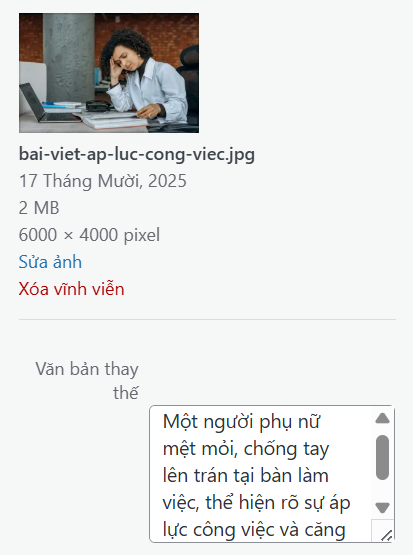 bai-viet-ap-luc-cong-viec.jpg
17 Tháng Mười, 2025
2 MB
6000 × 4000 pixel
Sửa ảnh
Xóa vĩnh viễn
Văn bản thay
thế
Một người phụ nữ
mệt mỏi, chống tay
lên trán tại bàn làm
việc, thể hiện rõ sự áp
lực công việc và căng